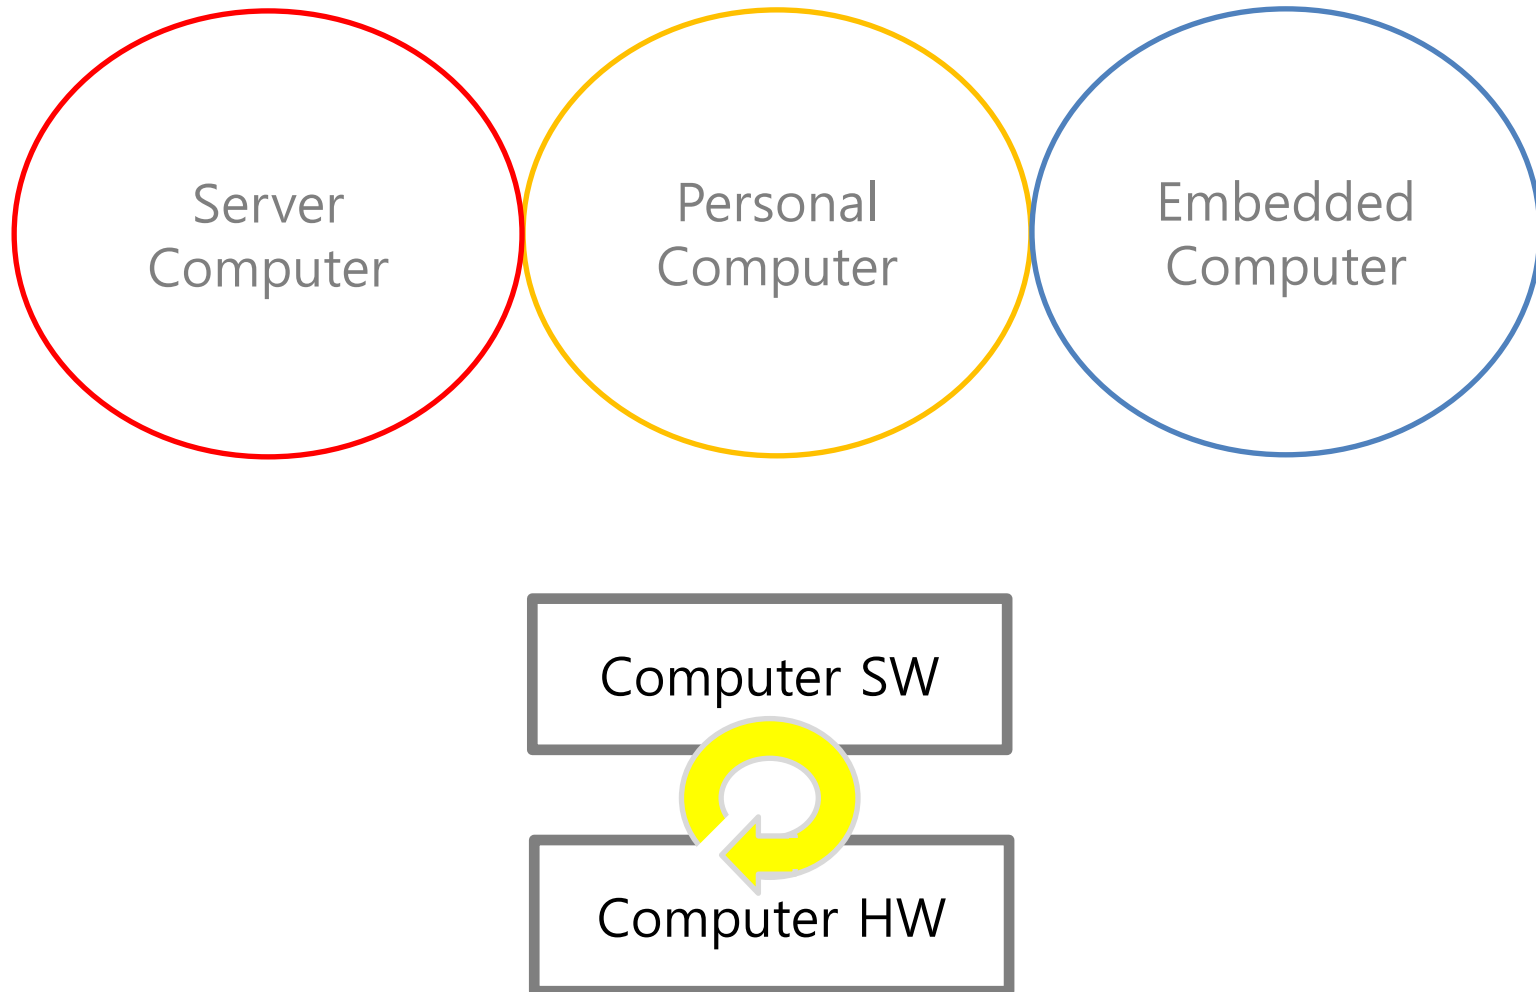 Server
Computer
Personal
Computer
Embedded
Computer
Computer SW
Computer HW